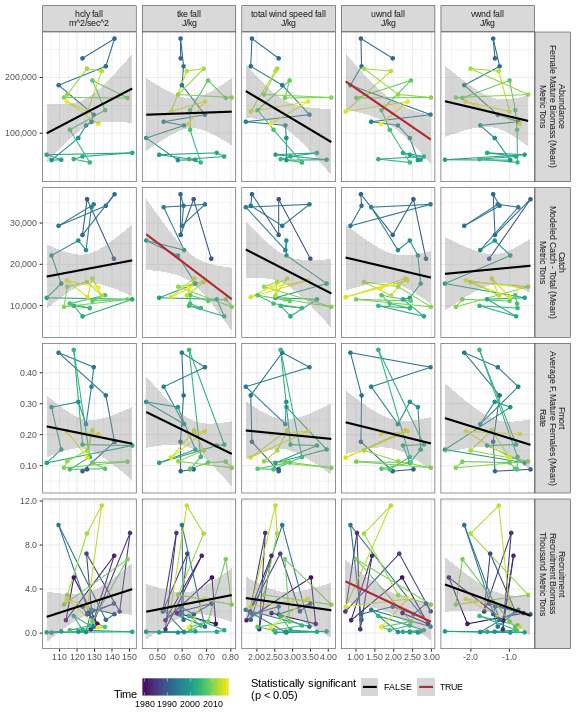 hcly fall
m^2/sec^2
tke fall
J/kg
total wind speed fall
J/kg
uwnd fall
J/kg
vwnd fall
J/kg
200,000
100,000
Abundance
Female Mature Biomass (Mean)
Metric Tons
30,000
20,000
10,000
Catch
Modeled Catch - Total (Mean)
Metric Tons
0.40
0.30
0.20
0.10
Fmort
Average F, Mature Females (Mean)
Rate
12.0
8.0
4.0
0.0
Recruitment
Recruitment Biomass
Thousand Metric Tons
110 120 130 140 150
0.50 0.60 0.70 0.80
2.00 2.50 3.00 3.50 4.00
1.00 1.50 2.00 2.50 3.00
-2.0 -1.0
Time
1980 1990 2000 2010
Statistically significant
(p < 0.05)
FALSE
TRUE